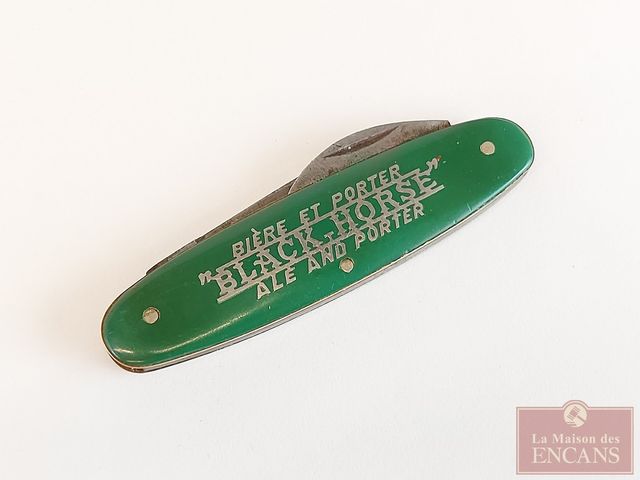 BIÈRE ET PORTER
"BLACK-HORSE"
ALE AND PORTER
La Maison des
ENCANS